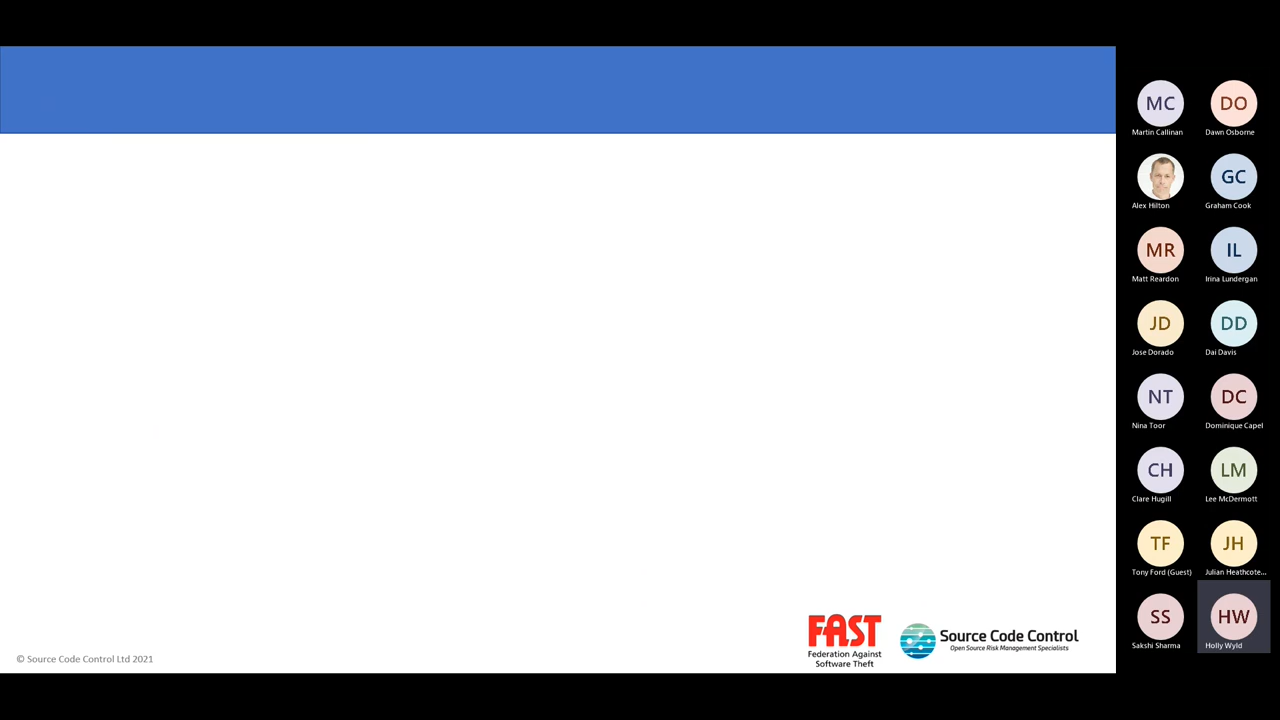 MC
DO
Martin Callinan
Dawn Osborne
GC
Alex Hilton
Graham Cook
MR
IL
Matt Reardon
Irina Lundergan
JD
DD
Jose Dorado
Dai Davis
NT
DC
Nina Toor
Dominique Capel
CH
LM
Clare Hugill
Lee McDermott
TF
JH
Tony Ford (Guest)
Julian Heathcote...
SS
HW
Sakshi Sharma
Holly Wyld
FAST
Federation Against
Software Theft
Source Code Control
Open Source Risk Management Specialists
© Source Code Control Ltd 2021